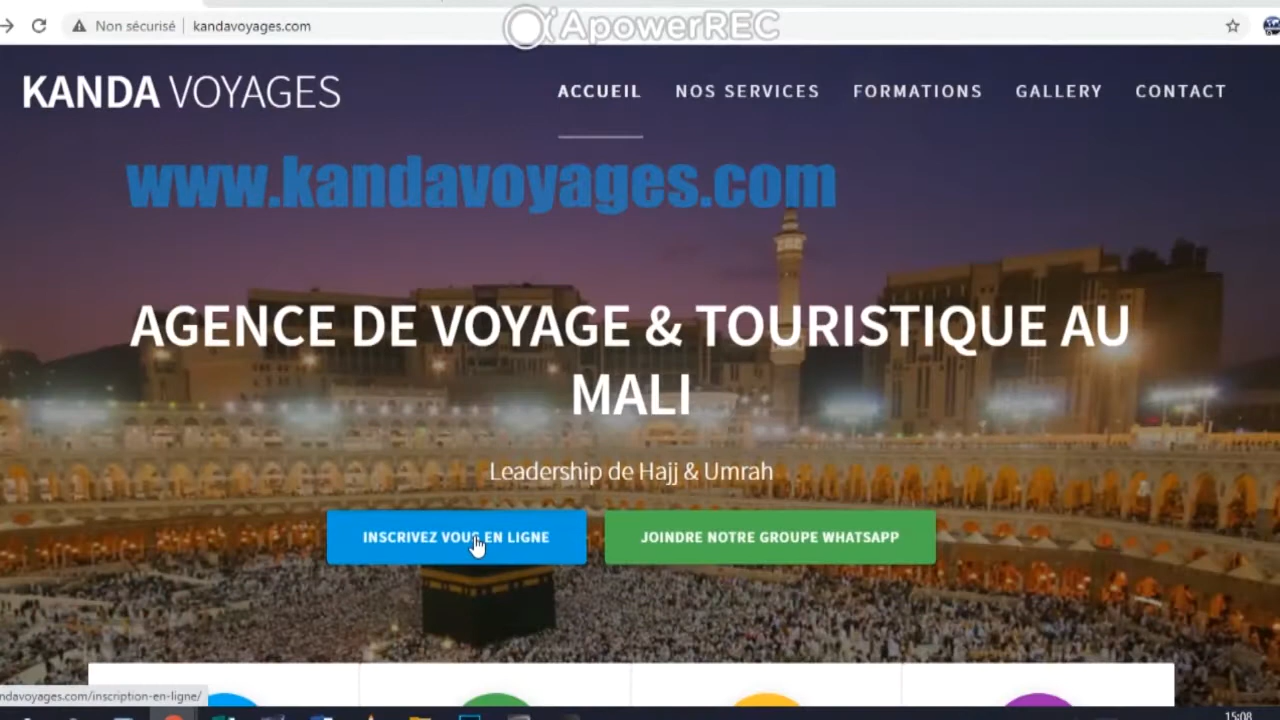 Non sécurisé | kandavoyages.com
ApowerREC
KANDA VOYAGES
ACCUEIL NOS SERVICES FORMATIONS GALLERY CONTACT
www.kandavoyages.com
AGENCE DE VOYAGE & TOURISTIQUE AU
MALI
Leadership de Hajj & Umrah
INSCRIVEZ VOUS EN LIGNE
JOINDRE NOTRE GROUPE WHATSAPP
ndavoyages.com/inscription-en-ligne/
15:08